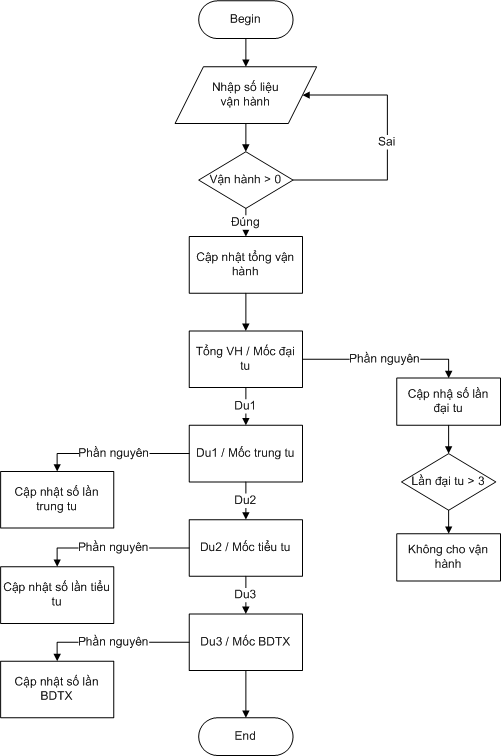 Begin
Nhập số liệu
vận hành
Sai
Vận hành > 0
Đúng
Cập nhật tổng vận
hành
Tổng VH / Mốc đại
tu
Phần nguyên
Cập nhậ số lần
đại tu
Du1
Du1 / Mốc trung tu
Phần nguyên
Cập nhật số lần
trung tu
Lần đại tu > 3
Du2
Không cho vận
hành
Du2 / Mốc tiểu tu
Phần nguyên
Cập nhật số lần tiểu
tu
Du3
Du3 / Mốc BDTX
Phần nguyên
Cập nhật số lần
BDTX
End